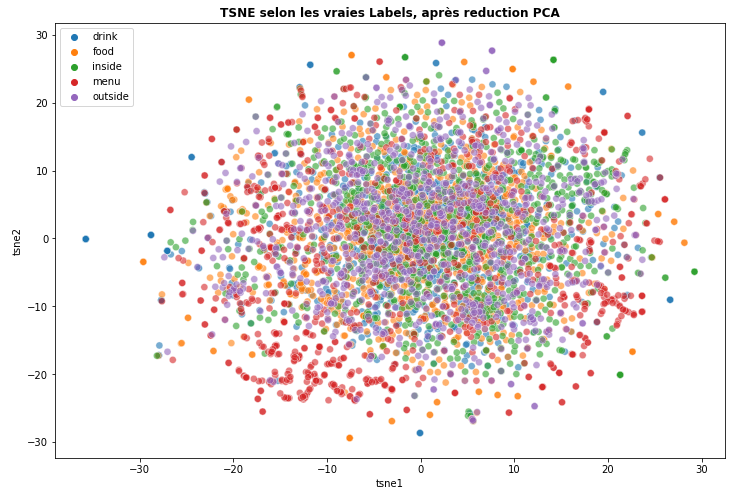 TSNE selon les vraies Labels, après reduction PCA
drink
food
inside
menu
outside
30
20
10
0
−10
−20
−30
tsne2
−30
−20
−10
0
10
20
30
tsne1